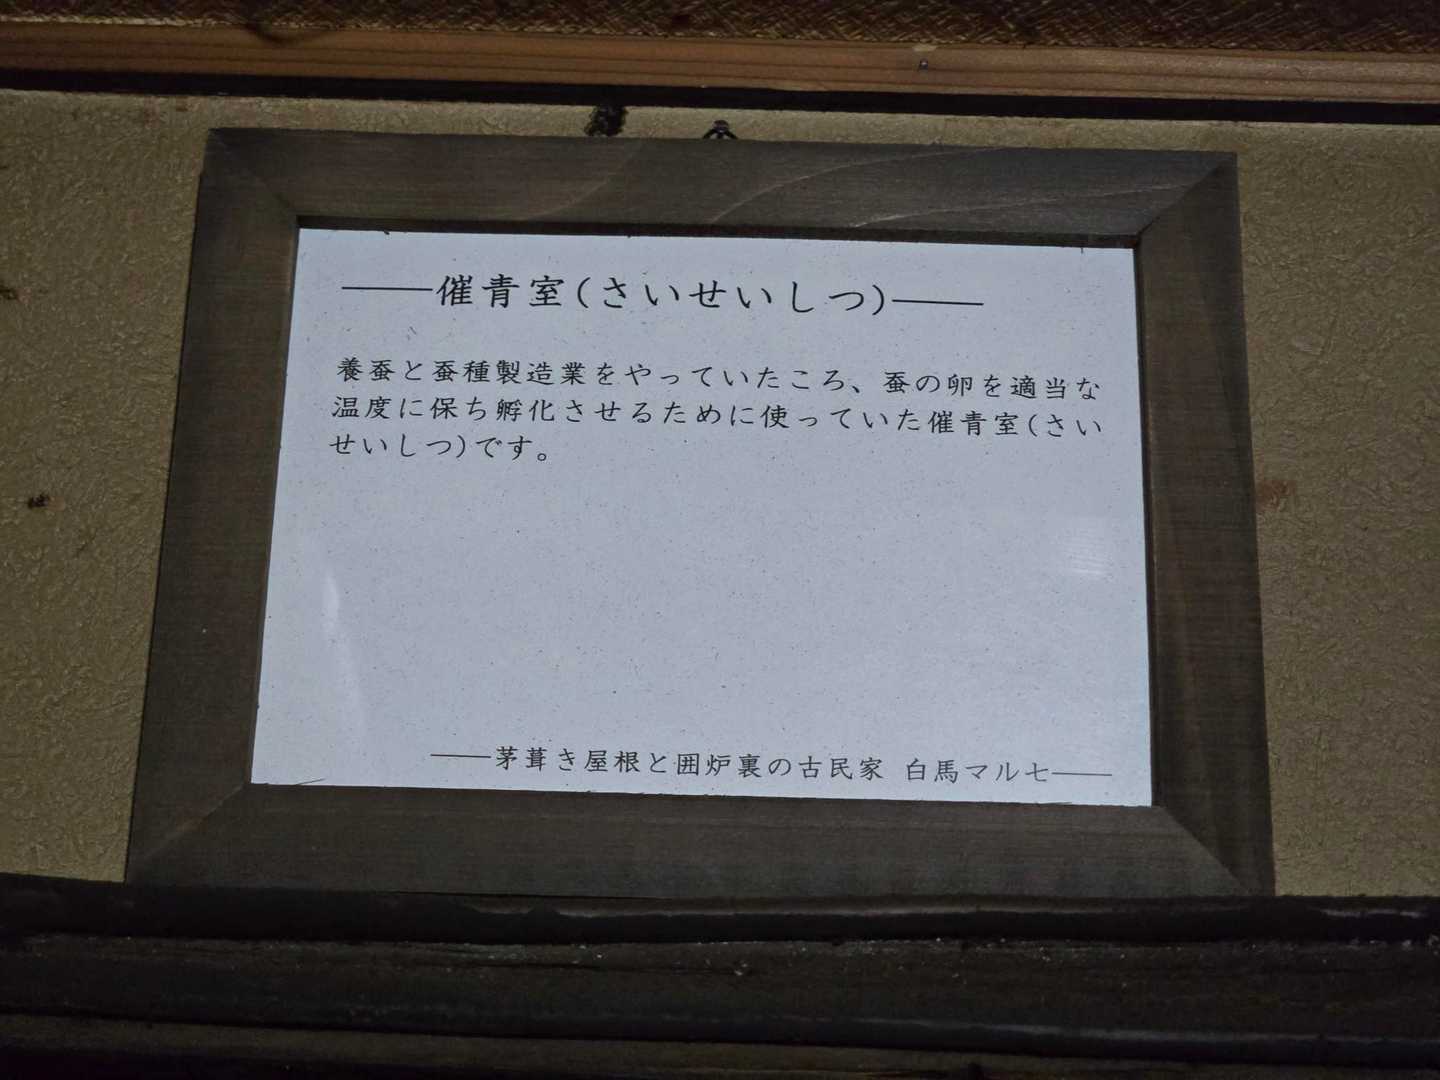 ――催青室(さいせいしつ)――
養蚕と蚕種製造業をやっていたころ、蚕の卵を適当な
温度に保ち孵化させるために使っていた催青室(さい
せいしつ)です。
――茅葺き屋根と囲炉裏の古民家 白馬マルセ――